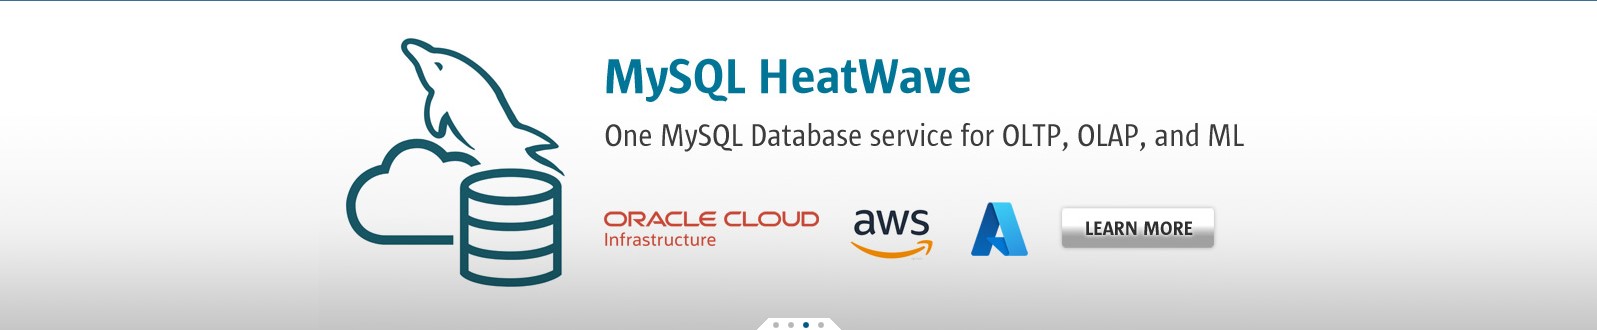 MySQL HeatWave
One MySQL Database service for OLTP, OLAP, and ML
ORACLE CLOUD
Infrastructure
aws
LEARN MORE